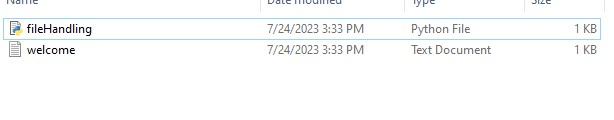 Name Date modified Type Size
fileHandling 7/24/2023 3:33 PM Python File 1 KB
welcome 7/24/2023 3:33 PM Text Document 1 KB